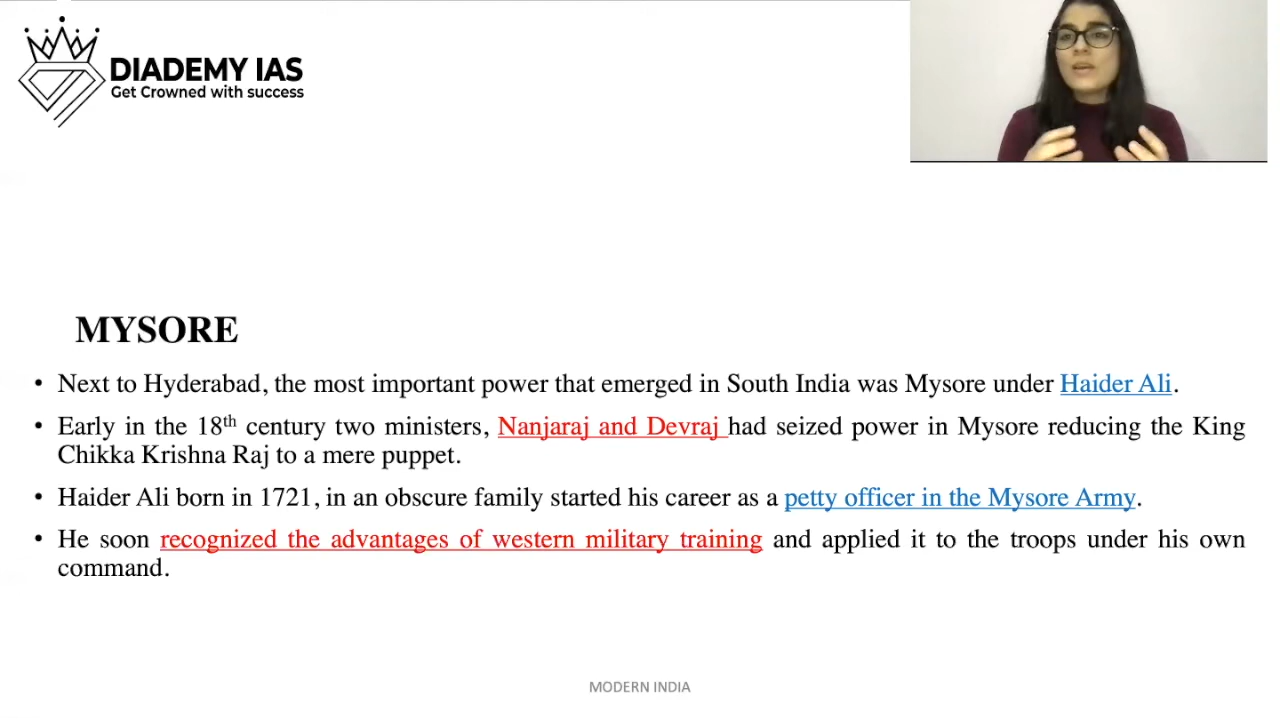 DIADEMY IAS
Get Crowned with success
MYSORE
• Next to Hyderabad, the most important power that emerged in South India was Mysore under Haider Ali.
• Early in the 18th century two ministers, Nanjaraj and Devraj had seized power in Mysore reducing the King
Chikka Krishna Raj to a mere puppet.
• Haider Ali born in 1721, in an obscure family started his career as a petty officer in the Mysore Army.
• He soon recognized the advantages of western military training and applied it to the troops under his own
command.
MODERN INDIA